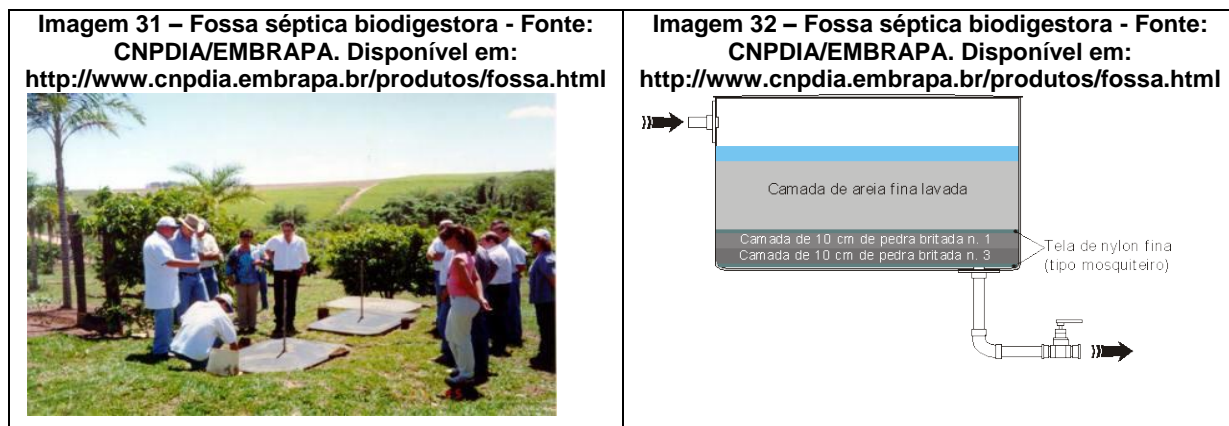 Imagem 31 – Fossa séptica biodigestora - Fonte:
CNPDIA/EMBRAPA. Disponível em:
http://www.cnpdia.embrapa.br/produtos/fossa.html
Imagem 32 – Fossa séptica biodigestora - Fonte:
CNPDIA/EMBRAPA. Disponível em:
http://www.cnpdia.embrapa.br/produtos/fossa.html
Camada de areia fina lavada
Camada de 10 cm de pedra britada n. 1
Camada de 10 cm de pedra britada n. 3
Tela de nylon fina
(tipo mosquiteiro)